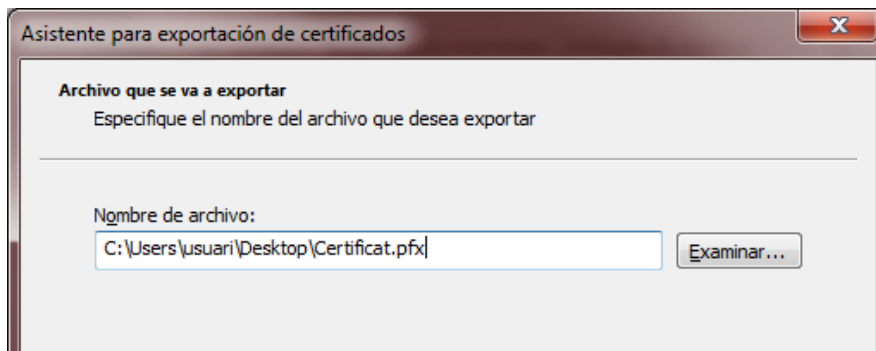 Asistente para exportación de certificados
Archivo que se va a exportar
Especifique el nombre del archivo que desea exportar
Nombre de archivo:
C:\Users\usuari\Desktop\Certificat.pfx
Examinar...